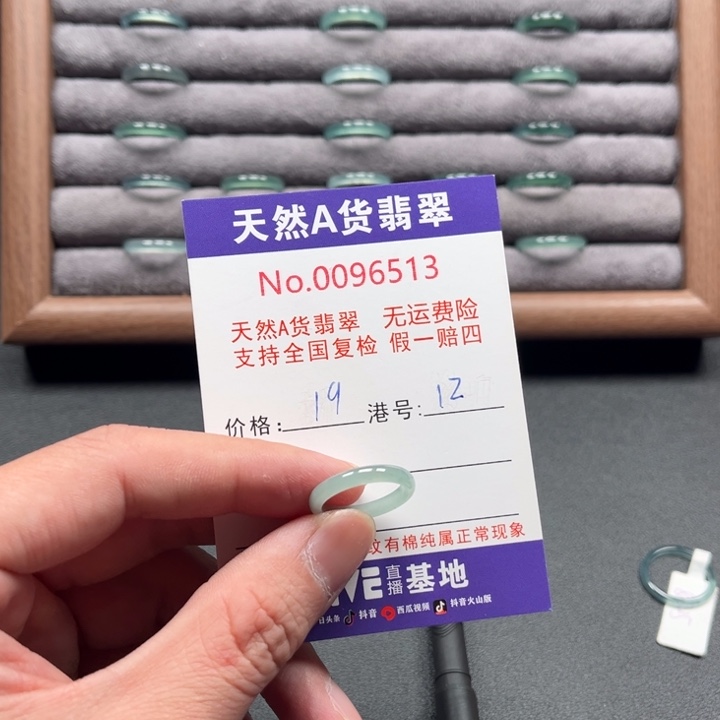 天然A货翡翠
No.0096513
天然A货翡翠 无运费险
支持全国复检 假一赔四
价格: 19 港号: 12
纹有棉纯属正常现象
直播基地
日头条 抖音 西瓜视频 抖音火山版